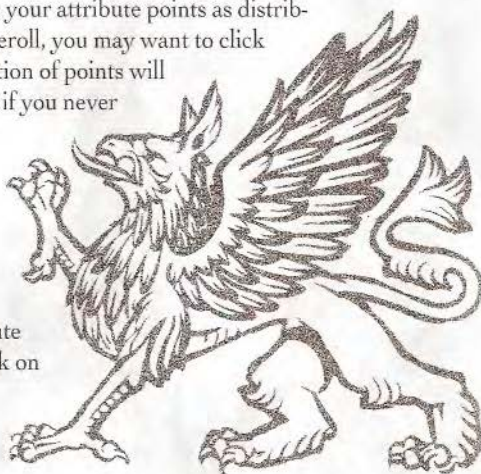 your attribute points as distrib-
eroll, you may want to click
tion of points will
if you never
ute
k on